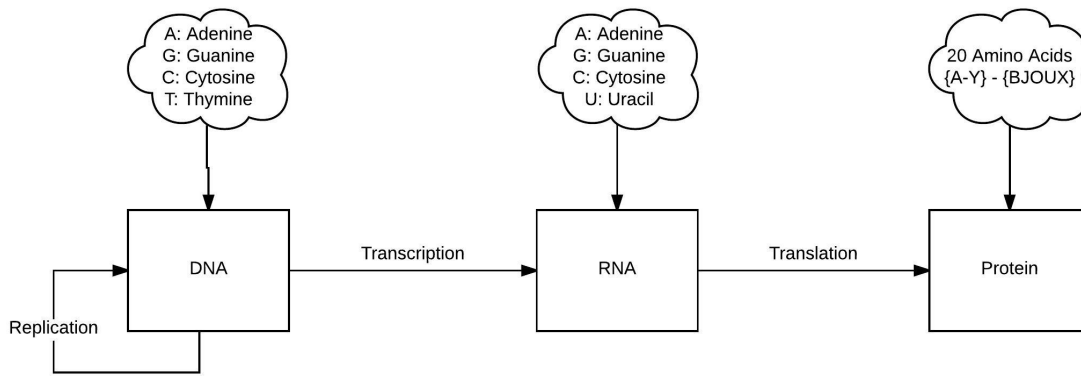 A: Adenine
G: Guanine
C: Cytosine
T: Thymine
A: Adenine
G: Guanine
C: Cytosine
U: Uracil
20 Amino Acids
{A-Y} - {BJOUX}
DNA
Transcription
RNA
Translation
Protein
Replication